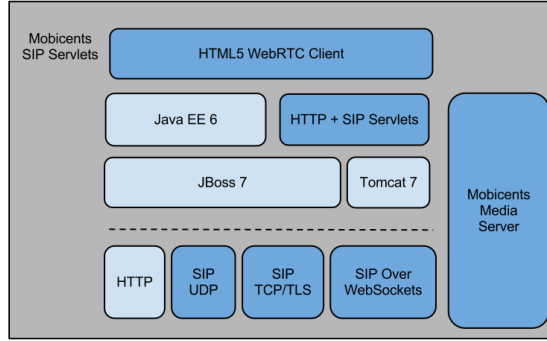 Mobicents
SIP Servlets
HTML5 WebRTC Client
Java EE 6
HTTP + SIP Servlets
JBoss 7
Tomcat 7
Mobicents
Media
Server
HTTP
SIP
UDP
SIP
TCP/TLS
SIP Over
WebSockets